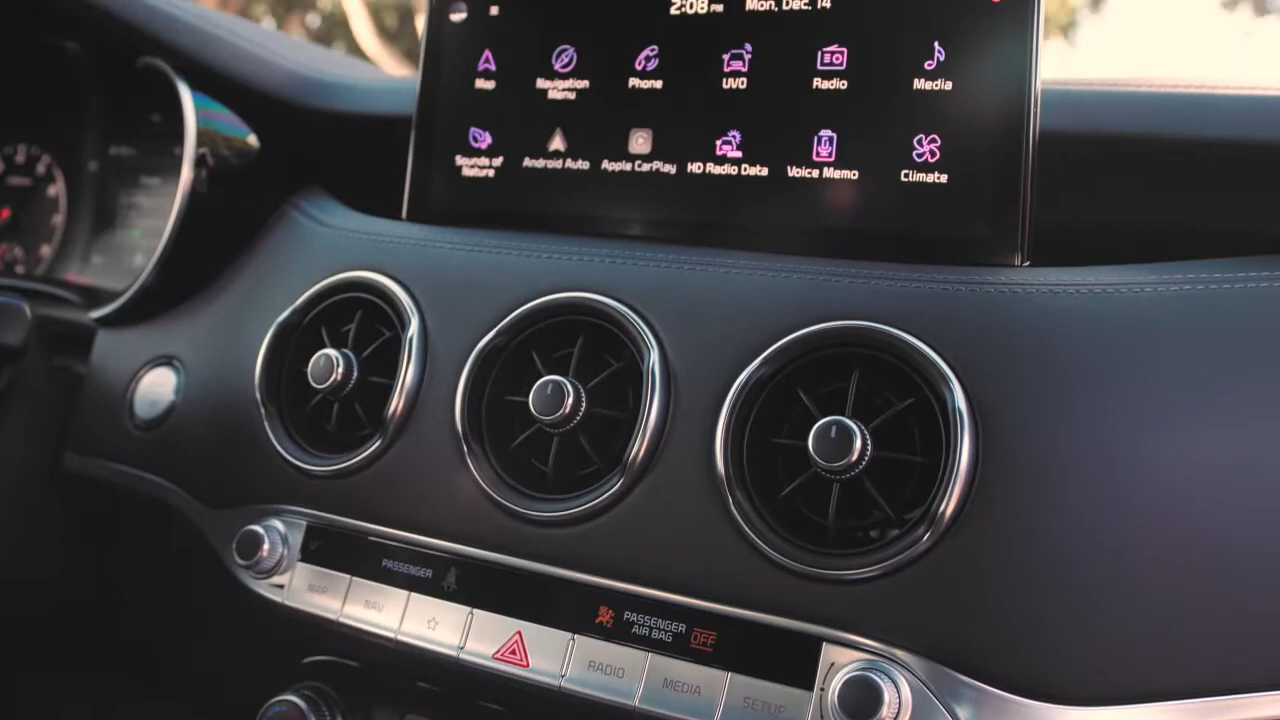 2:08 PM Mon, Dec. 14
Map
Navigation
Menu
Phone
UVO
Radio
Media
Sounds of
Nature
Android Auto
Apple CarPlay
HD Radio Data
Voice Memo
Climate
PASSENGER
PASSENGER
AIR BAG OFF
MAP
NAV
RADIO
MEDIA
SETUP